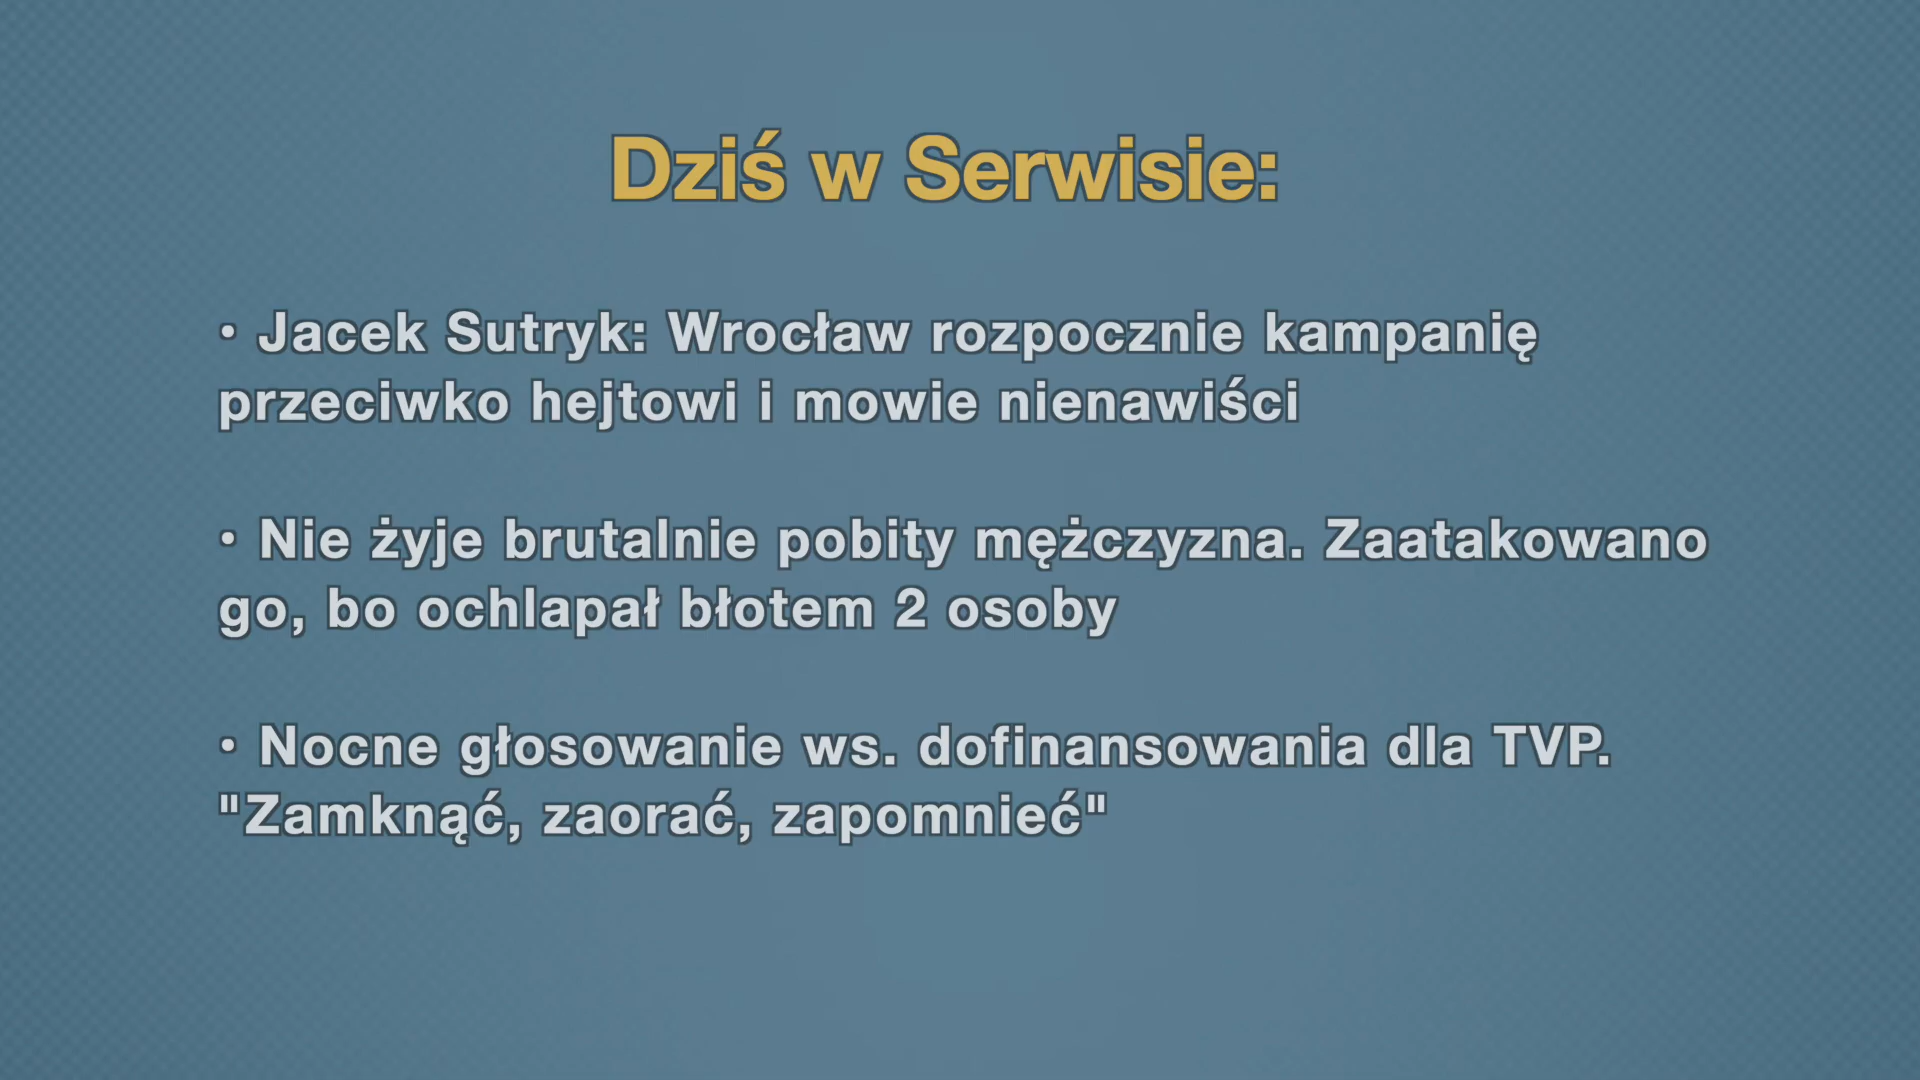 Dziś w Serwisie:
• Jacek Sutryk: Wrocław rozpocznie kampanię
przeciwko hejtowi i mowie nienawiści
• Nie żyje brutalnie pobity mężczyzna. Zaatakowano
go, bo ochlapał błotem 2 osoby
• Nocne głosowanie ws. dofinansowania dla TVP.
"Zamknąć, zaorać, zapomnieć"